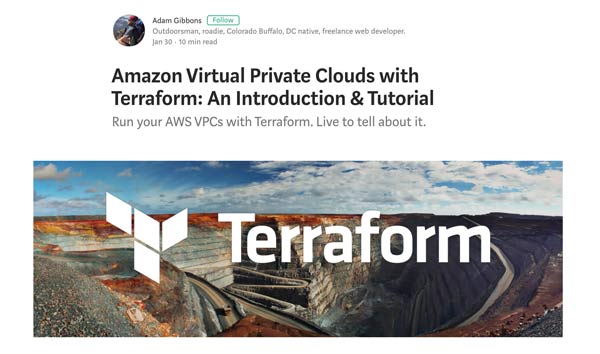 Adam Gibbons Follow
Outdoorsman, roadie, Colorado Buffalo, DC native, freelance web developer.
Jan 30 · 10 min read
Amazon Virtual Private Clouds with
Terraform: An Introduction & Tutorial
Run your AWS VPCs with Terraform. Live to tell about it.
Terraform